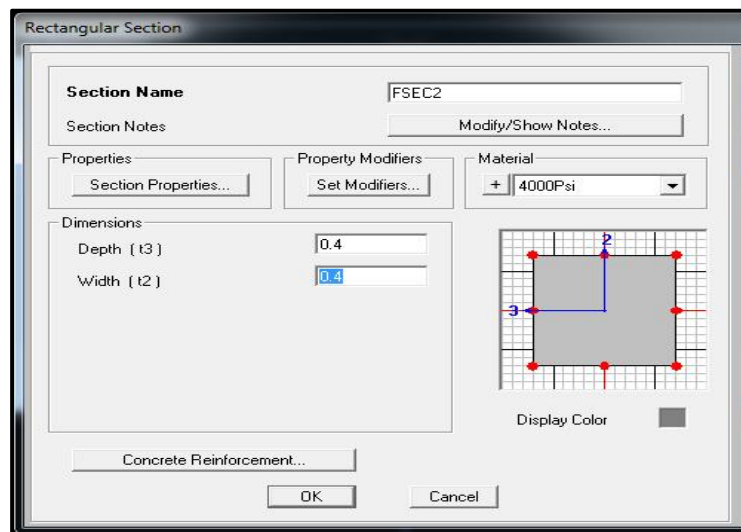 Rectangular Section
Section Name FSEC2
Section Notes Modify/Show Notes...
Properties Property Modifiers Material
Section Properties... Set Modifiers... + 4000Psi
Dimensions
Depth ( t3 ) 0.4
Width ( t2 ) 0.4
2
3
Display Color
Concrete Reinforcement...
OK Cancel